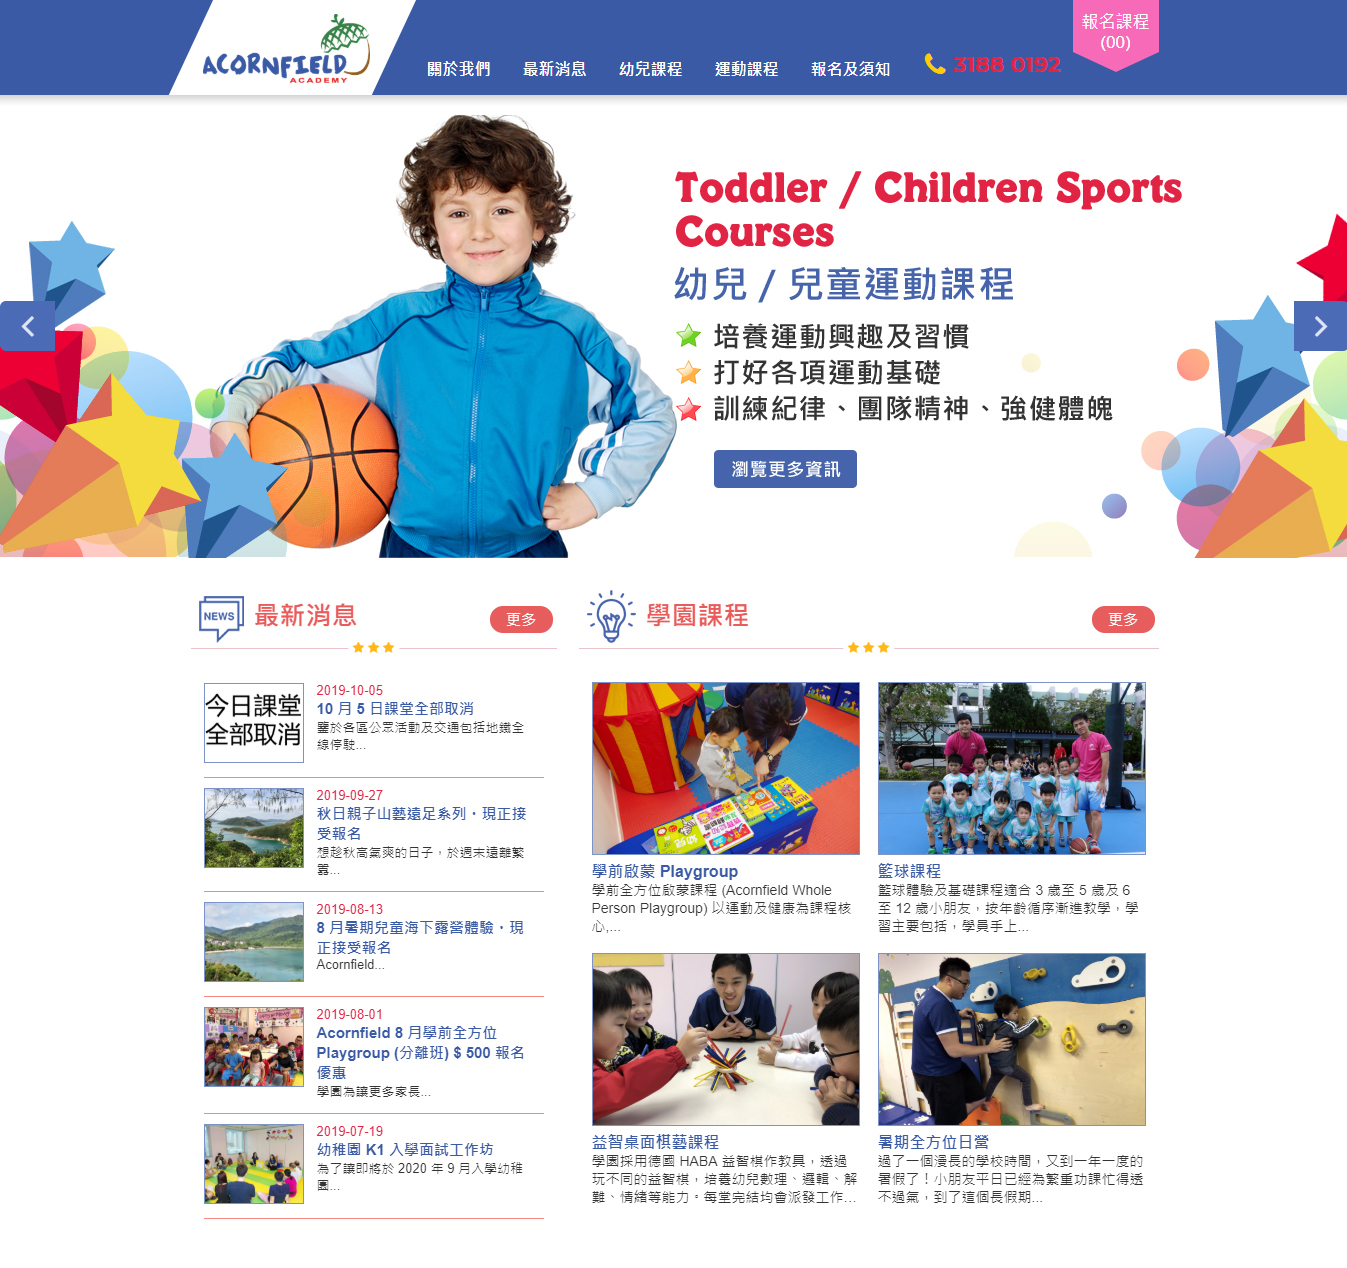 ACORNFIELD
ACADEMY
關於我們
最新消息
幼兒課程
運動課程
報名及須知
3188 0192
報名課程
(00)
Toddler / Children Sports
Courses
幼兒 / 兒童運動課程
培養運動興趣及習慣
打好各項運動基礎
訓練紀律、團隊精神、強健體魄
瀏覽更多資訊
NEWS
最新消息
更多
今日課堂
全部取消
2019-10-05
10 月 5 日課堂全部取消
鑒於各區公眾活動及交通包括地鐵全
線停駛...
2019-09-27
秋日親子山藝遠足系列・現正接
受報名
想趁秋高氣爽的日子，於週末遠離繁
囂...
2019-08-13
8 月暑期兒童海下露營體驗・現
正接受報名
Acornfield...
2019-08-01
Acornfield 8 月學前全方位
Playgroup (分離班) $ 500 報名
優惠
學園為讓更多家長...
2019-07-19
幼稚園 K1 入學面試工作坊
為了讓即將於 2020 年 9 月入學幼稚
園...
學園課程
更多
學前啟蒙 Playgroup
學前全方位啟蒙課程 (Acornfield Whole
Person Playgroup) 以運動及健康為課程核
心,...
籃球課程
籃球體驗及基礎課程適合 3 歲至 5 歲及 6
至 12 歲小朋友，按年齡循序漸進教學，學
習主要包括，學員手上...
益智桌面棋藝課程
學園採用德國 HABA 益智棋作教具，透過
玩不同的益智棋，培養幼兒數理、邏輯、解
難、情緒等能力。每堂完結均會派發工作...
暑期全方位日營
過了一個漫長的學校時間，又到一年一度的
暑假了！小朋友平日已經為繁重功課忙得透
不過氣，到了這個長假期...